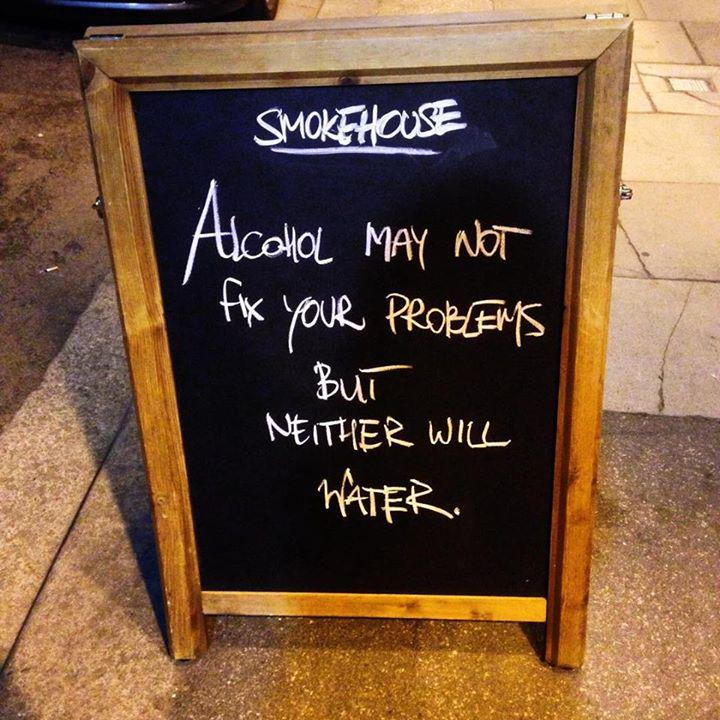 SMOKEHOUSE
ALCOHOL MAY NOT
FIX YOUR PROBLEMS
BUT
NEITHER WILL
WATER.